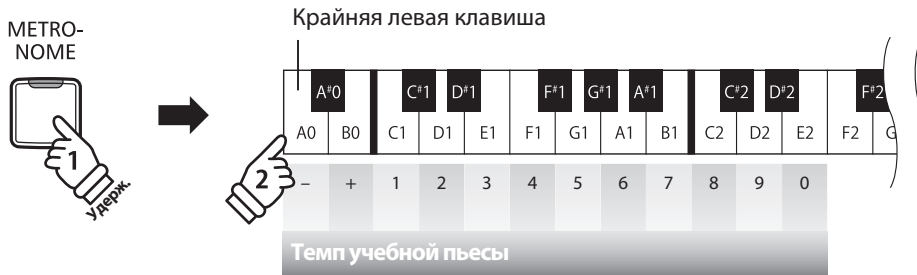 Крайняя левая клавиша
METRO-
NOME
A#0 C#1 D#1 F#1 G#1 A#1 C#2 D#2 F#2
A0 B0 C1 D1 E1 F1 G1 A1 B1 C2 D2 E2 F2 G
1
Удерж.
2
– + 1 2 3 4 5 6 7 8 9 0
Темп учебной пьесы